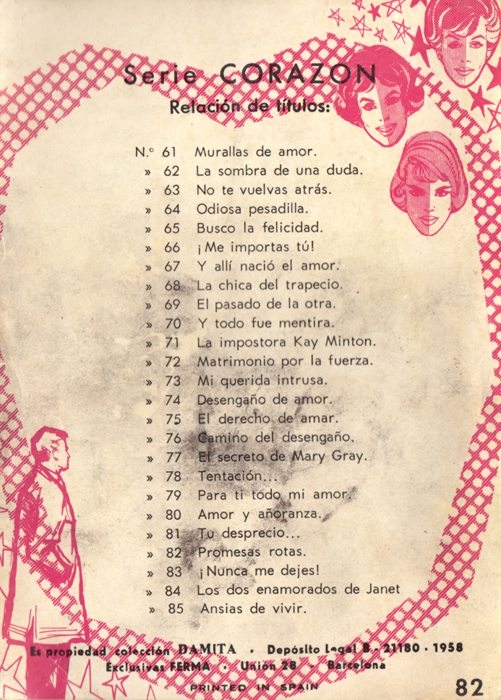 Serie CORAZON
Relación de títulos:
N.º 61 Murallas de amor.
» 62 La sombra de una duda.
» 63 No te vuelvas atrás.
» 64 Odiosa pesadilla.
» 65 Busco la felicidad.
» 66 ¡Me importas tú!
» 67 Y allí nació el amor.
» 68 La chica del trapecio.
» 69 El pasado de la otra.
» 70 Y todo fue mentira.
» 71 La impostora Kay Minton.
» 72 Matrimonio por la fuerza.
» 73 Mi querida intrusa.
» 74 Desengaño de amor.
» 75 El derecho de amar.
» 76 Camino del desengaño.
» 77 El secreto de Mary Gray.
» 78 Tentación...
» 79 Para ti todo mi amor.
» 80 Amor y añoranza.
» 81 Tu desprecio...
» 82 Promesas rotas.
» 83 ¡Nunca me dejes!
» 84 Los dos enamorados de Janet
» 85 Ansias de vivir.
Es propiedad colección DAMITA · Depósito Legal B - 21180 - 1958
Exclusivas FERMA · Unión 28 · Barcelona
PRINTED IN SPAIN
82